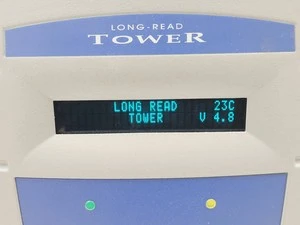 LONG-READ
TOWER
LONG READ 23C
TOWER V 4.8